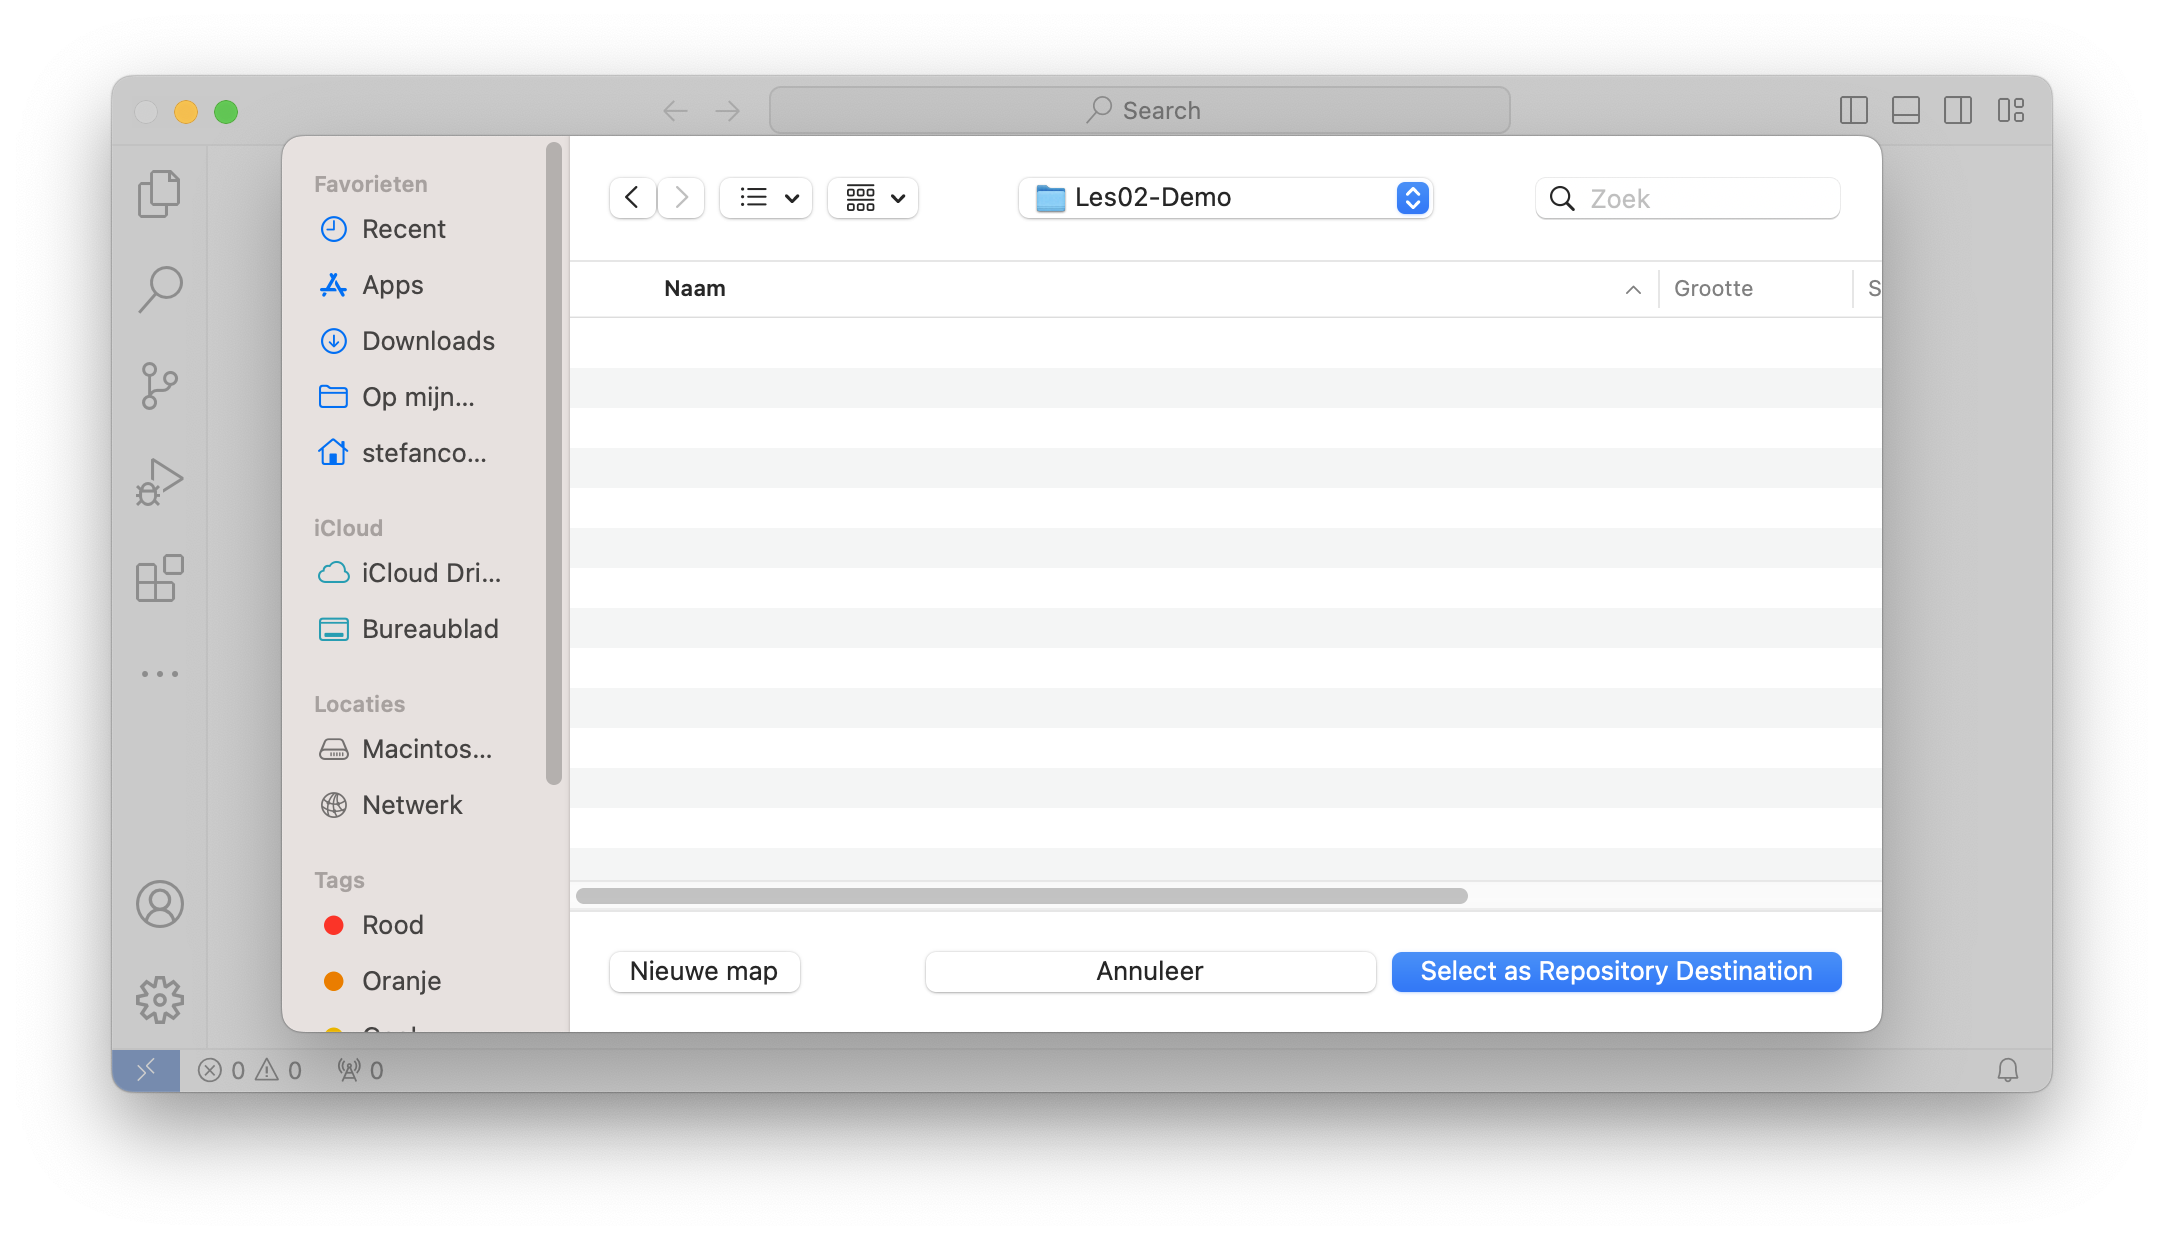 Search
Favorieten
Recent
Apps
Downloads
Op mijn...
stefanco...
iCloud
iCloud Dri...
Bureaublad
Locaties
Macintos...
Netwerk
Tags
Rood
Oranje
Les02-Demo
Zoek
Naam Grootte S
Nieuwe map Annuleer Select as Repository Destination
0 0 0